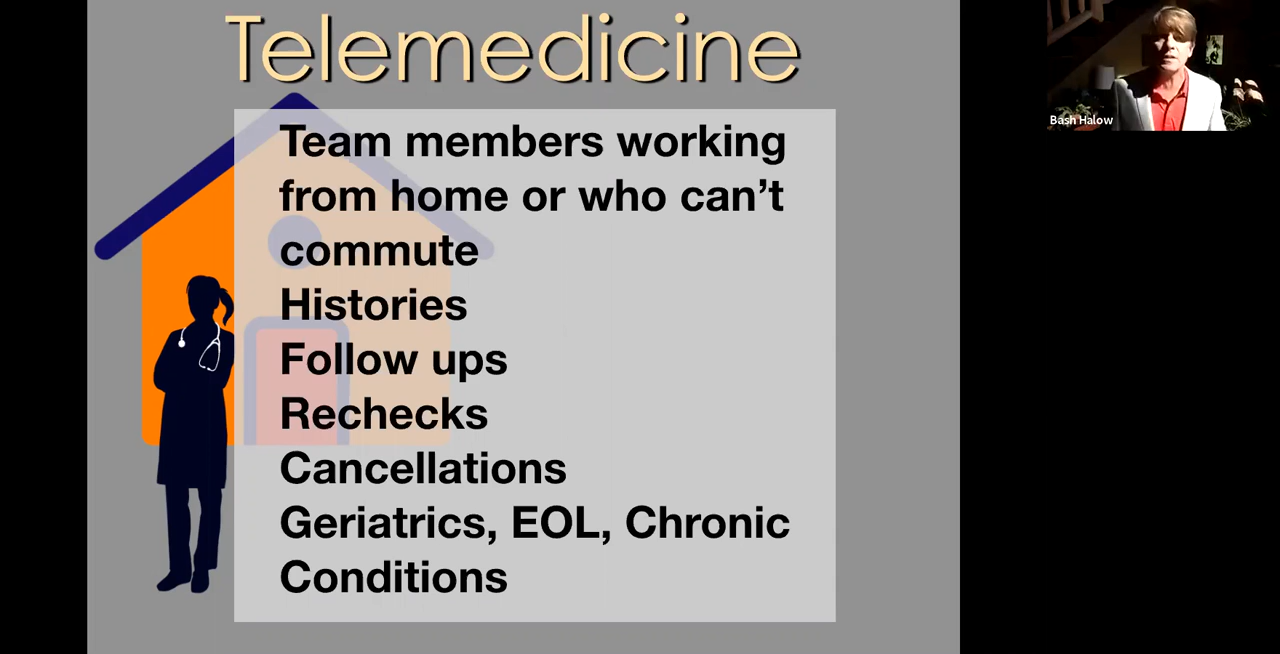 Telemedicine
Team members working
from home or who can’t
commute
Histories
Follow ups
Rechecks
Cancellations
Geriatrics, EOL, Chronic
Conditions
Bash Halow